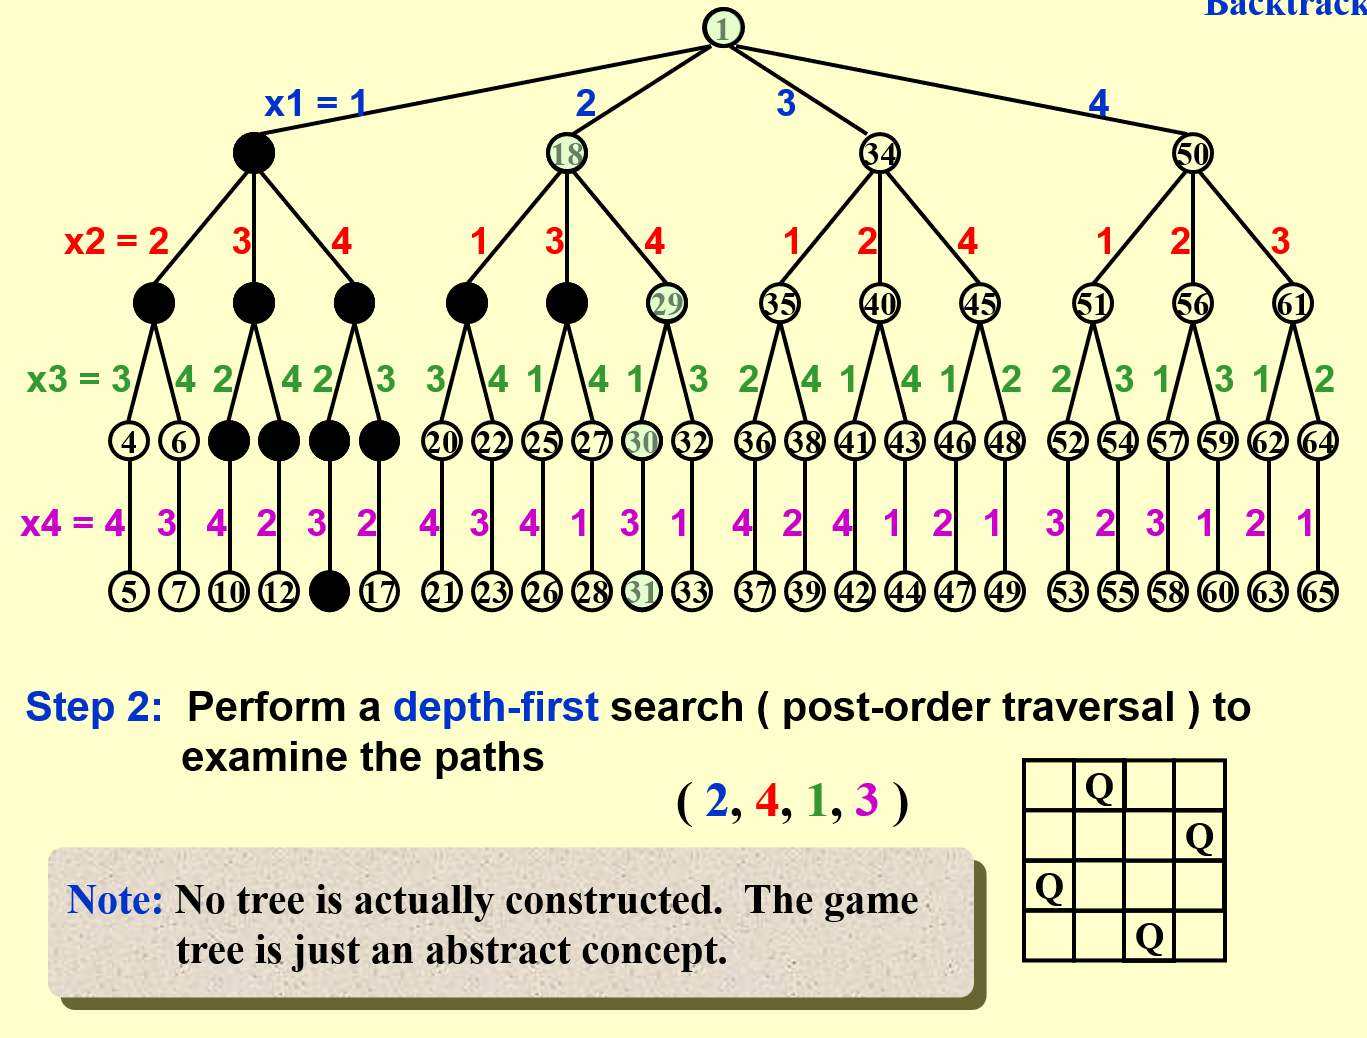 Backtrack
1
x1 = 1 2 3 4
18 34 50
x2 = 2 3 4 1 3 4 1 2 4 1 2 3
29 35 40 45 51 56 61
x3 = 3 4 2 4 2 3 3 4 1 4 1 3 2 4 1 4 1 2 2 3 1 3 1 2
4 6 20 22 25 27 30 32 36 38 41 43 46 48 52 54 57 59 62 64
x4 = 4 3 4 2 3 2 4 3 4 1 3 1 4 2 4 1 2 1 3 2 3 1 2 1
5 7 10 12 17 21 23 26 28 31 33 37 39 42 44 47 49 53 55 58 60 63 65
Step 2: Perform a depth-first search ( post-order traversal ) to
examine the paths
( 2, 4, 1, 3 )
Q
Q
Q
Q
Note: No tree is actually constructed. The game
tree is just an abstract concept.